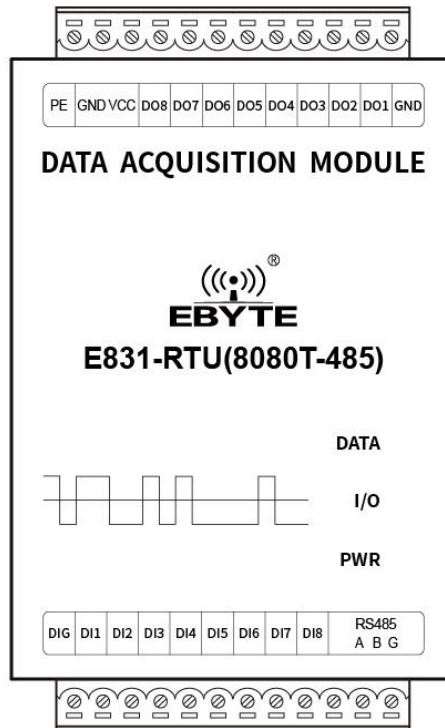 PE GND VCC DO8 DO7 DO6 DO5 DO4 DO3 DO2 DO1 GND
DATA ACQUISITION MODULE
®
EBYTE
E831-RTU(8080T-485)
DATA
I/O
PWR
DIG DI1 DI2 DI3 DI4 DI5 DI6 DI7 DI8 RS485
A B G